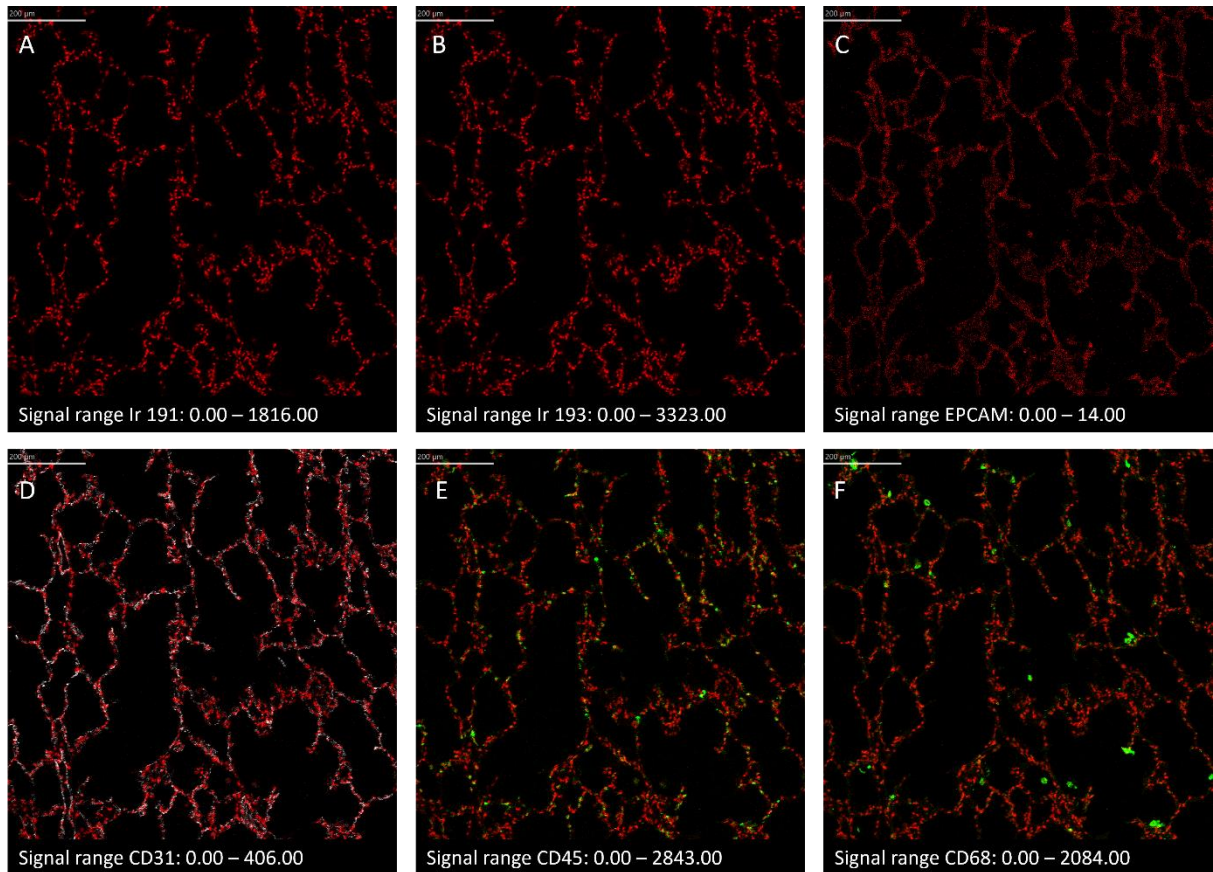 200 μm
A
Signal range Ir 191: 0.00 – 1816.00
200 μm
B
Signal range Ir 193: 0.00 – 3323.00
200 μm
C
Signal range EPCAM: 0.00 – 14.00
200 μm
D
Signal range CD31: 0.00 – 406.00
200 μm
E
Signal range CD45: 0.00 – 2843.00
200 μm
F
Signal range CD68: 0.00 – 2084.00